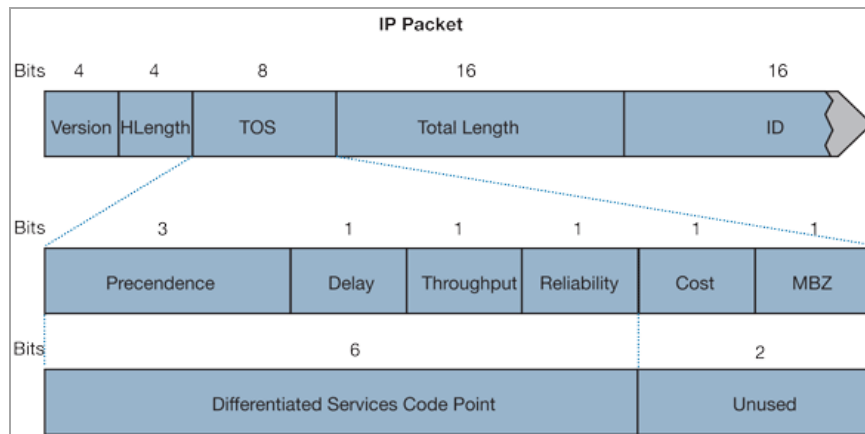 IP Packet
Bits 4 4 8 16 16
Version HLength TOS Total Length ID
Bits 3 1 1 1 1 1
Precendence Delay Throughput Reliability Cost MBZ
Bits 6 2
Differentiated Services Code Point Unused